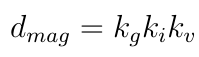 $d_{mag} = k_g k_i k_v$